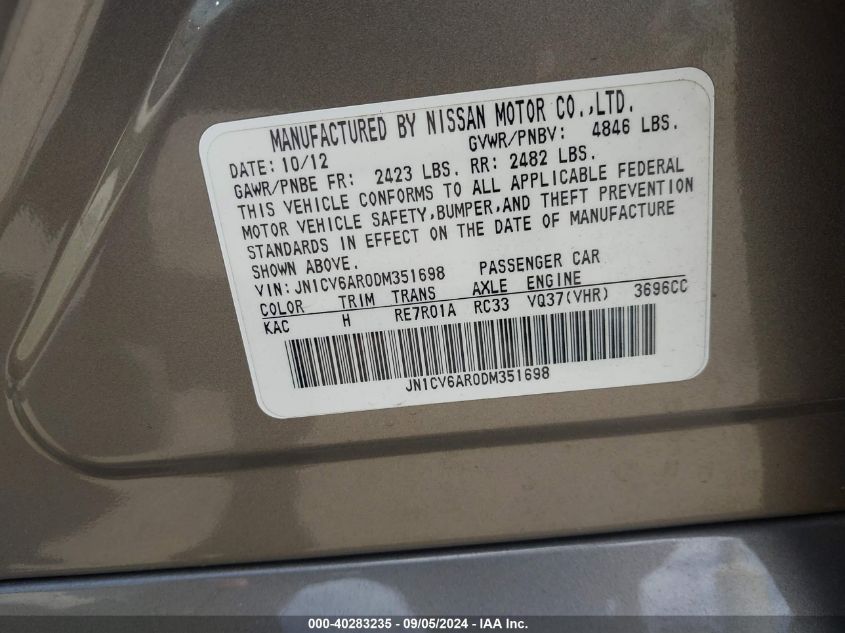 MANUFACTURED BY NISSAN MOTOR CO.,LTD.
DATE: 10/12 GVWR/PNBV: 4846 LBS.
GAWR/PNBE FR: 2423 LBS. RR: 2482 LBS.
THIS VEHICLE CONFORMS TO ALL APPLICABLE FEDERAL
MOTOR VEHICLE SAFETY,BUMPER,AND THEFT PREVENTION
STANDARDS IN EFFECT ON THE DATE OF MANUFACTURE
SHOWN ABOVE.
VIN: JN1CV6AR0DM351698 PASSENGER CAR
COLOR TRIM TRANS AXLE ENGINE
KAC H RE7R01A RC33 VQ37(VHR) 3696CC
JN1CV6AR0DM351698
000-40283235 - 09/05/2024 - IAA Inc.